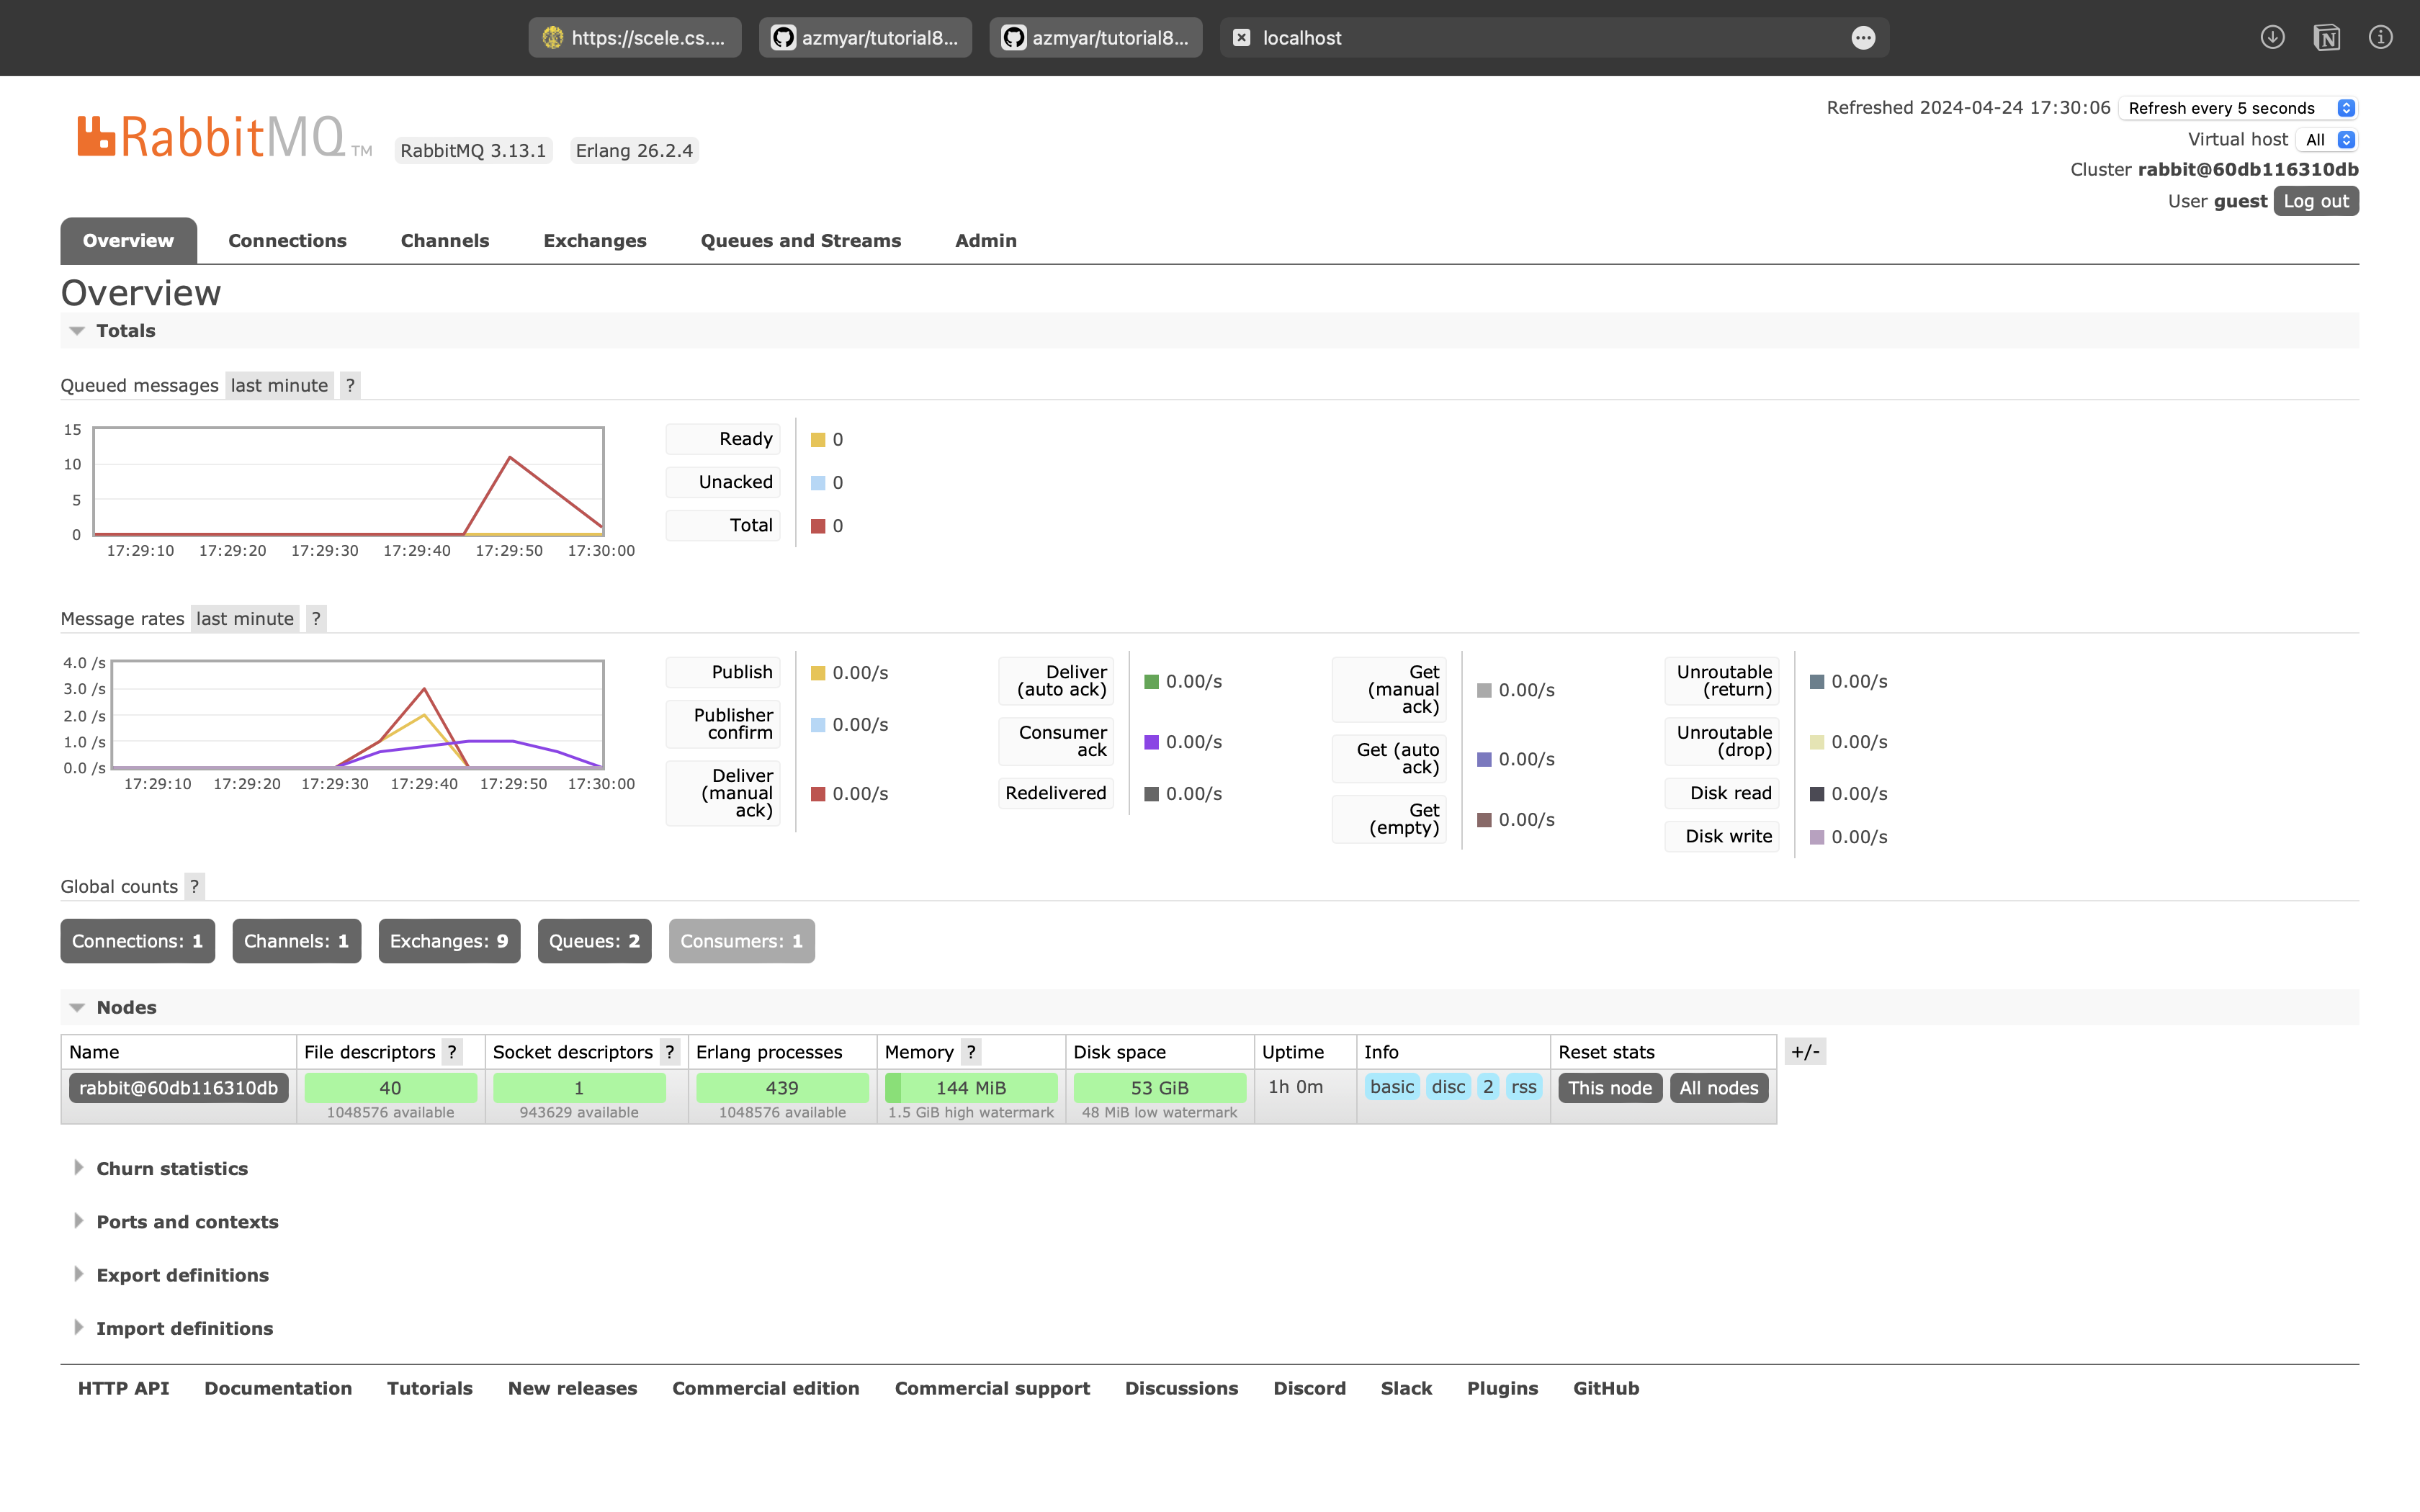 https://scele.cs....
azmyar/tutorial8...
azmyar/tutorial8...
localhost
RabbitMQ TM
RabbitMQ 3.13.1
Erlang 26.2.4
Refreshed 2024-04-24 17:30:06 Refresh every 5 seconds
Virtual host All
Cluster rabbit@60db116310db
User guest Log out
Overview Connections Channels Exchanges Queues and Streams Admin
Overview
Totals
Queued messages last minute ?
15
10
5
0
17:29:10 17:29:20 17:29:30 17:29:40 17:29:50 17:30:00
Ready 0
Unacked 0
Total 0
Message rates last minute ?
4.0 /s
3.0 /s
2.0 /s
1.0 /s
0.0 /s
17:29:10 17:29:20 17:29:30 17:29:40 17:29:50 17:30:00
Publish 0.00/s
Publisher
confirm 0.00/s
Deliver
(manual
ack) 0.00/s
Deliver
(auto ack) 0.00/s
Consumer
ack 0.00/s
Redelivered 0.00/s
Get
(manual
ack) 0.00/s
Get (auto
ack) 0.00/s
Get
(empty) 0.00/s
Unroutable
(return) 0.00/s
Unroutable
(drop) 0.00/s
Disk read 0.00/s
Disk write 0.00/s
Global counts ?
Connections: 1 Channels: 1 Exchanges: 9 Queues: 2 Consumers: 1
Nodes
Name File descriptors ? Socket descriptors ? Erlang processes Memory ? Disk space Uptime Info Reset stats +/-
rabbit@60db116310db 40 1 439 144 MiB 53 GiB 1h 0m basic disc 2 rss This node All nodes
1048576 available 943629 available 1048576 available 1.5 GiB high watermark 48 MiB low watermark
Churn statistics
Ports and contexts
Export definitions
Import definitions
HTTP API Documentation Tutorials New releases Commercial edition Commercial support Discussions Discord Slack Plugins GitHub